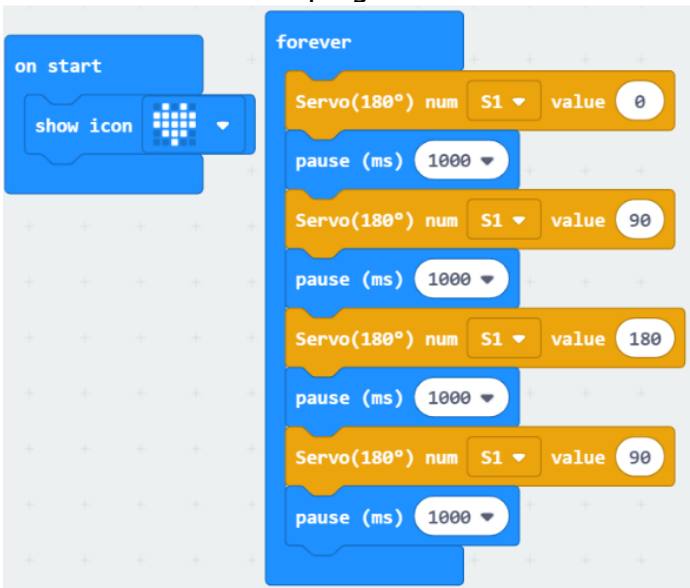 on start
show icon
forever
Servo(180°) num S1 value 0
pause (ms) 1000
Servo(180°) num S1 value 90
pause (ms) 1000
Servo(180°) num S1 value 180
pause (ms) 1000
Servo(180°) num S1 value 90
pause (ms) 1000